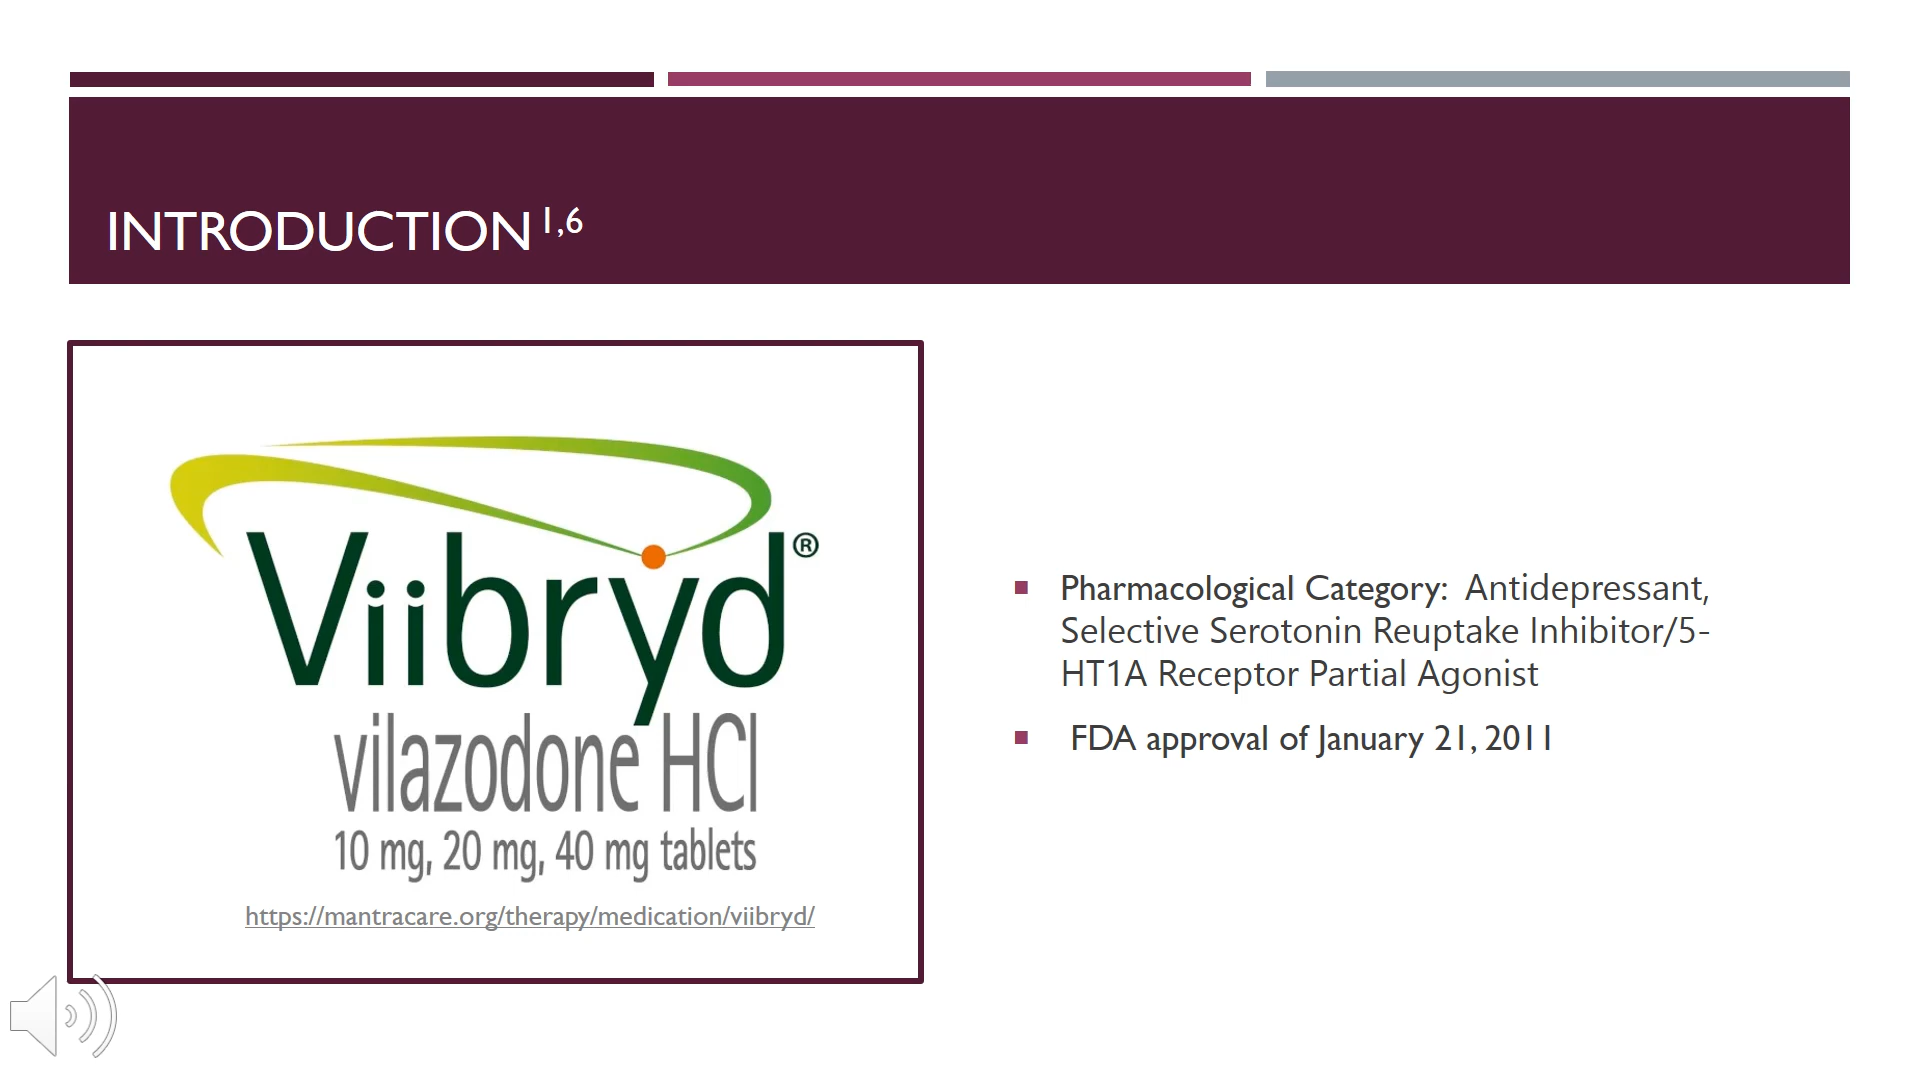 INTRODUCTION 1,6
Viibryd®
vilazodone HCl
10 mg, 20 mg, 40 mg tablets
https://mantracare.org/therapy/medication/viibryd/
▪ Pharmacological Category: Antidepressant,
Selective Serotonin Reuptake Inhibitor/5-
HT1A Receptor Partial Agonist
▪ FDA approval of January 21, 2011